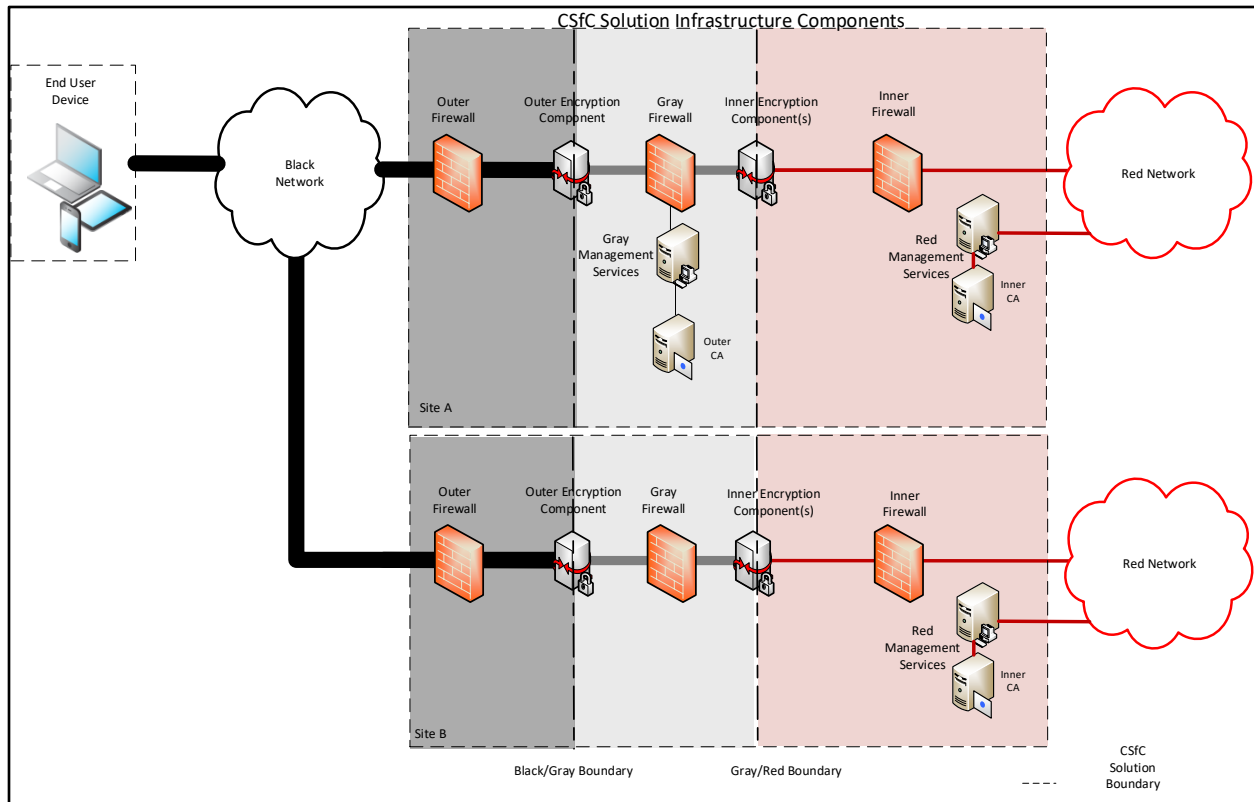 CSfC Solution Infrastructure Components
End User
Device
Black
Network
Outer
Firewall
Outer Encryption
Component
Gray
Firewall
Inner Encryption
Component(s)
Inner
Firewall
Red Network
Gray
Management
Services
Outer
CA
Red
Management
Services
Inner
CA
Site A
Outer
Firewall
Outer Encryption
Component
Gray
Firewall
Inner Encryption
Component(s)
Inner
Firewall
Red Network
Red
Management
Services
Inner
CA
Site B
Black/Gray Boundary
Gray/Red Boundary
CSfC
Solution
Boundary